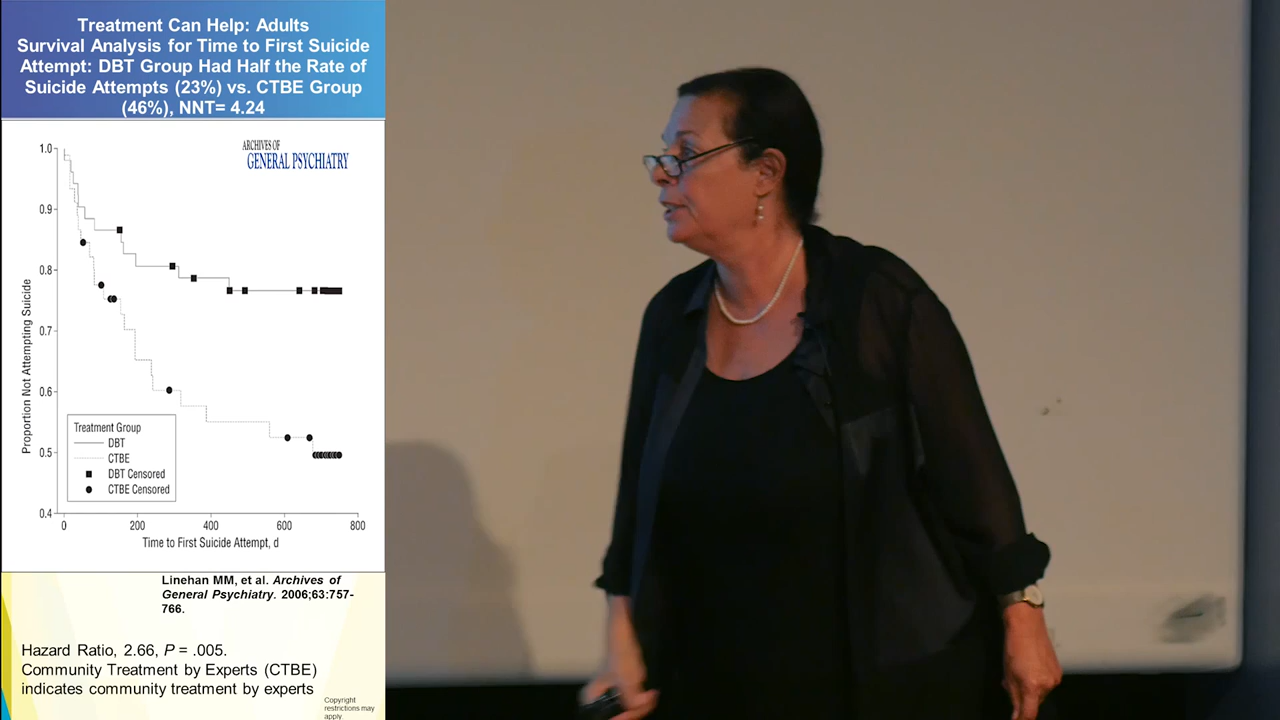 Treatment Can Help: Adults
Survival Analysis for Time to First Suicide
Attempt: DBT Group Had Half the Rate of
Suicide Attempts (23%) vs. CTBE Group
(46%), NNT= 4.24
ARCHIVES OF
GENERAL PSYCHIATRY
Proportion Not Attempting Suicide
1.0
0.9
0.8
0.7
0.6
0.5
0.4
Treatment Group
DBT
CTBE
DBT Censored
CTBE Censored
0 200 400 600 800
Time to First Suicide Attempt, d
Linehan MM, et al. Archives of
General Psychiatry. 2006;63:757-
766.
Hazard Ratio, 2.66, P = .005.
Community Treatment by Experts (CTBE)
indicates community treatment by experts
Copyright
restrictions may
apply.